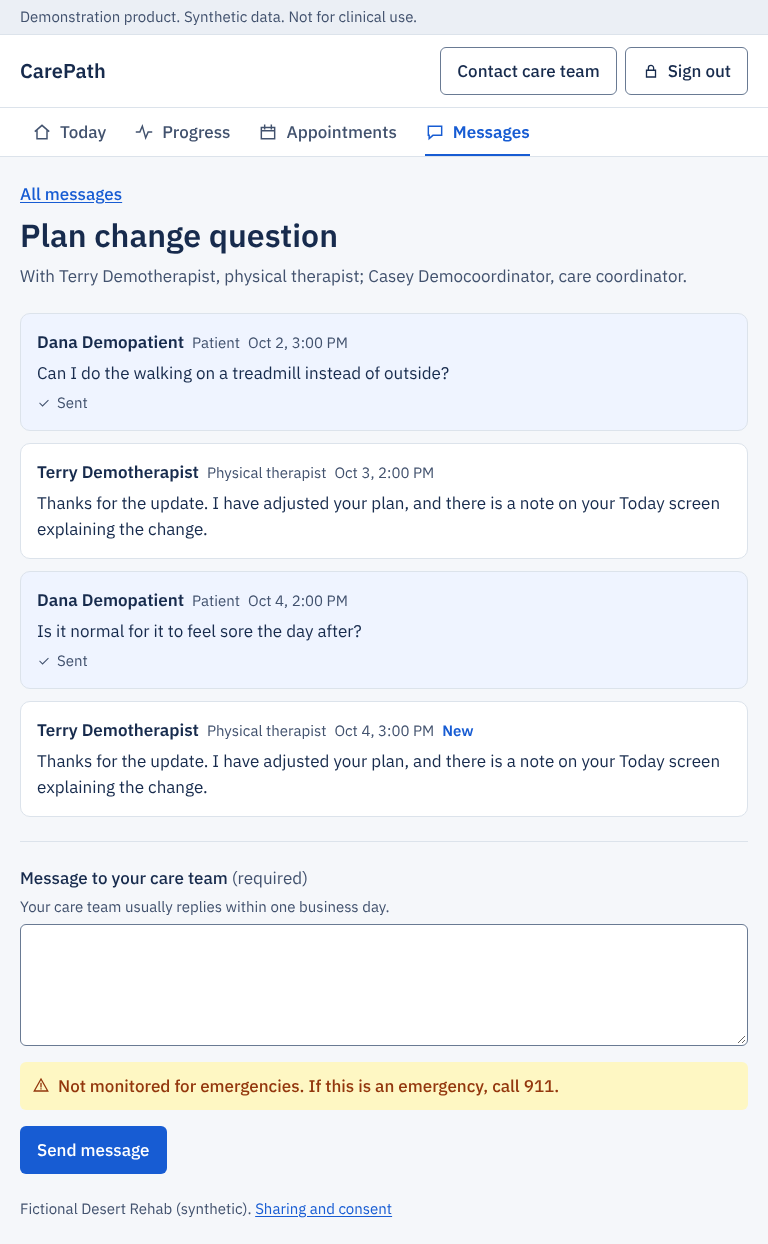 Demonstration product. Synthetic data. Not for clinical use.
CarePath
Contact care team
Sign out
Today
Progress
Appointments
Messages
All messages
Plan change question
With Terry Demotherapist, physical therapist; Casey Democoordinator, care coordinator.
Dana Demopatient Patient Oct 2, 3:00 PM
Can I do the walking on a treadmill instead of outside?
Sent
Terry Demotherapist Physical therapist Oct 3, 2:00 PM
Thanks for the update. I have adjusted your plan, and there is a note on your Today screen
explaining the change.
Dana Demopatient Patient Oct 4, 2:00 PM
Is it normal for it to feel sore the day after?
Sent
Terry Demotherapist Physical therapist Oct 4, 3:00 PM New
Thanks for the update. I have adjusted your plan, and there is a note on your Today screen
explaining the change.
Message to your care team (required)
Your care team usually replies within one business day.
Not monitored for emergencies. If this is an emergency, call 911.
Send message
Fictional Desert Rehab (synthetic). Sharing and consent